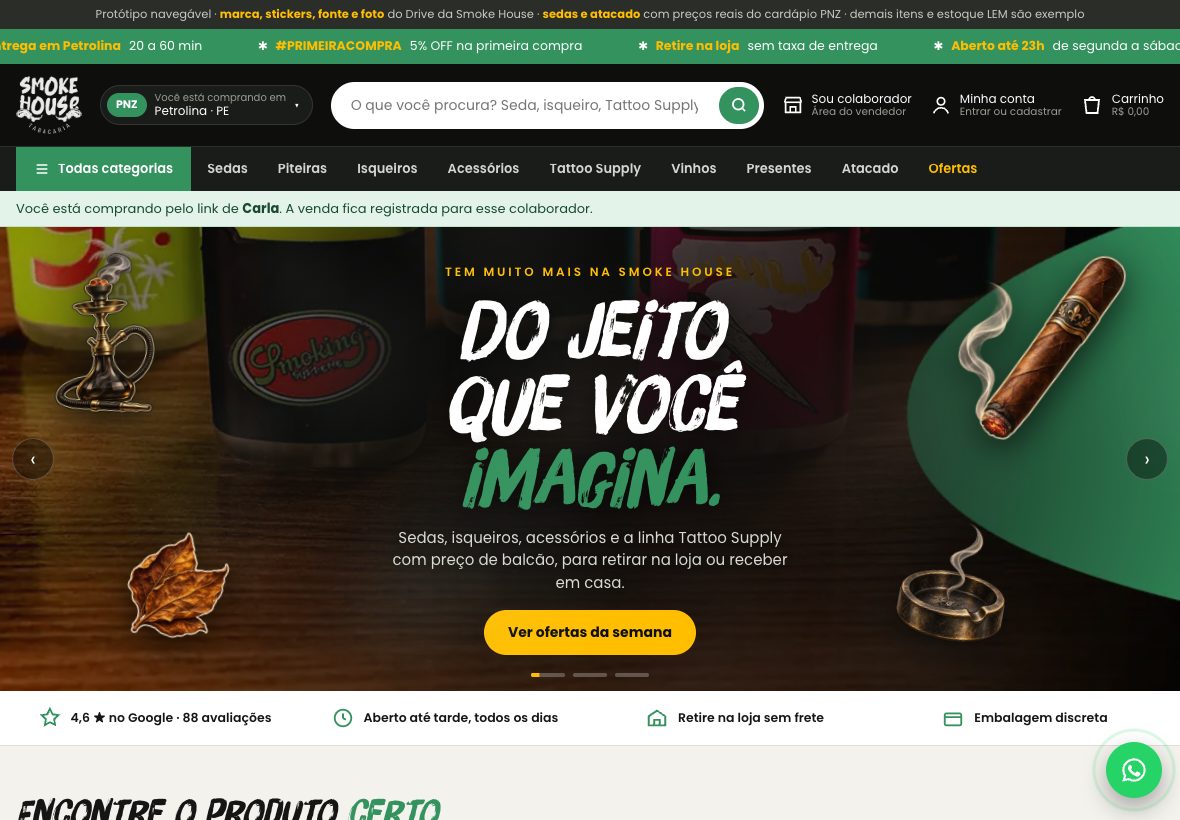 Protótipo navegável · marca, stickers, fonte e foto do Drive da Smoke House · sedas e atacado com preços reais do cardápio PNZ · demais itens e estoque LEM são exemplo
trega em Petrolina 20 a 60 min ✱ #PRIMEIRACOMPRA 5% OFF na primeira compra ✱ Retire na loja sem taxa de entrega ✱ Aberto até 23h de segunda a sábad
SMOKE
HOUSE
TABACARIA
PNZ
Você está comprando em
Petrolina · PE
O que você procura? Seda, isqueiro, Tattoo Supply
Sou colaborador
Área do vendedor
Minha conta
Entrar ou cadastrar
Carrinho
R$ 0,00
Todas categorias Sedas Piteiras Isqueiros Acessórios Tattoo Supply Vinhos Presentes Atacado Ofertas
Você está comprando pelo link de Carla. A venda fica registrada para esse colaborador.
TEM MUITO MAIS NA SMOKE HOUSE
Smoking
DO JEITO
QUE VOCÊ
IMAGINA.
Sedas, isqueiros, acessórios e a linha Tattoo Supply
com preço de balcão, para retirar na loja ou receber
em casa.
Ver ofertas da semana
4,6 ★ no Google · 88 avaliações
Aberto até tarde, todos os dias
Retire na loja sem frete
Embalagem discreta
ENCONTRE O PRODUTO CERTO